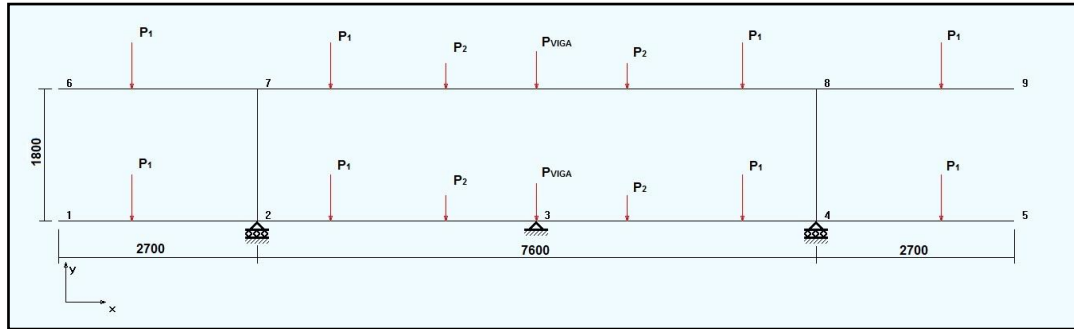 P1 P1 P2 PVIGA P2 P1 P1
6 7 8 9
1800
P1 P1 P2 PVIGA P2 P1 P1
1 2 3 4 5
2700 7600 2700
y
x